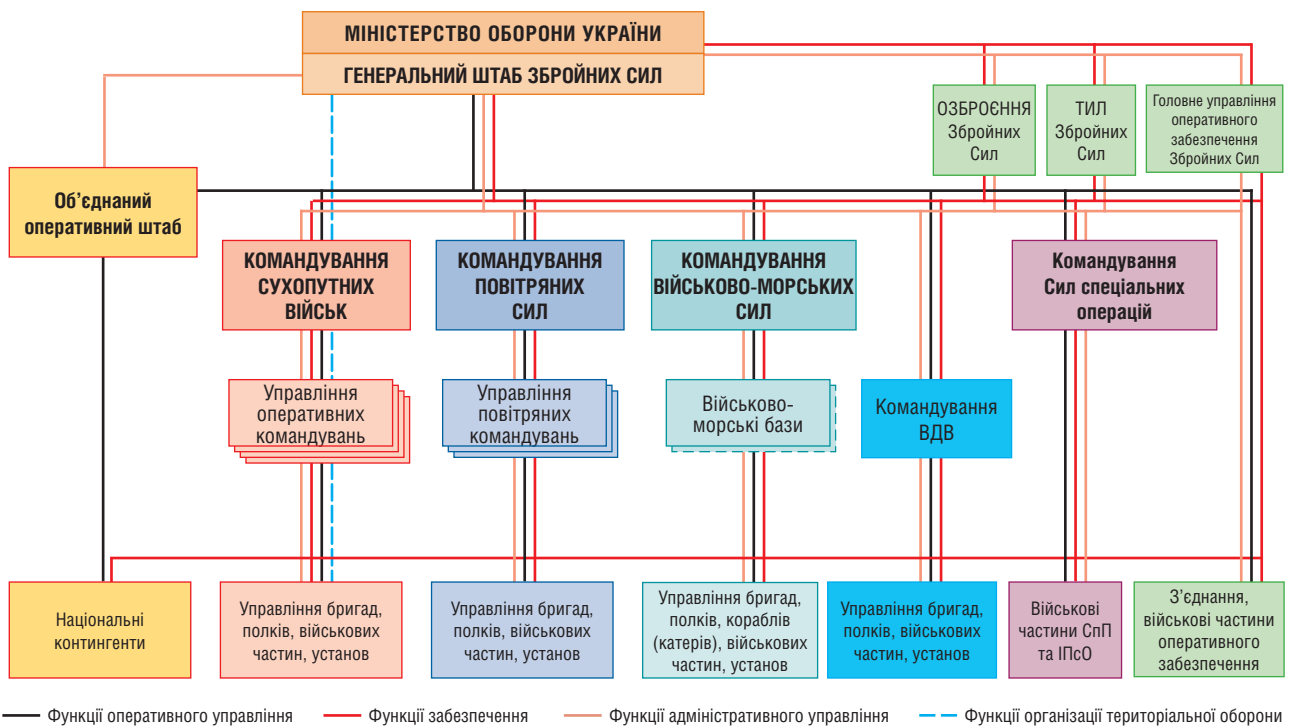 МІНІСТЕРСТВО ОБОРОНИ УКРАЇНИ
ГЕНЕРАЛЬНИЙ ШТАБ ЗБРОЙНИХ СИЛ
ОЗБРОЄННЯ
Збройних
Сил
ТИЛ
Збройних
Сил
Головне управління
оперативного
забезпечення
Збройних Сил
Об’єднаний
оперативний штаб
КОМАНДУВАННЯ
СУХОПУТНИХ
ВІЙСЬК
КОМАНДУВАННЯ
ПОВІТРЯНИХ
СИЛ
КОМАНДУВАННЯ
ВІЙСЬКОВО-МОРСЬКИХ
СИЛ
Командування
Сил спеціальних
операцій
Управління
оперативних
командувань
Управління
повітряних
командувань
Військово-
морські бази
Командування
ВДВ
Національні
контингенти
Управління бригад,
полків, військових
частин, установ
Управління бригад,
полків, військових
частин, установ
Управління бригад,
полків, кораблів
(катерів), військових
частин, установ
Управління бригад,
полків, військових
частин, установ
Військові
частини СпП
та ІПсО
З’єднання,
військові частини
оперативного
забезпечення
Функції оперативного управління
Функції забезпечення
Функції адміністративного управління
Функції організації територіальної оборони